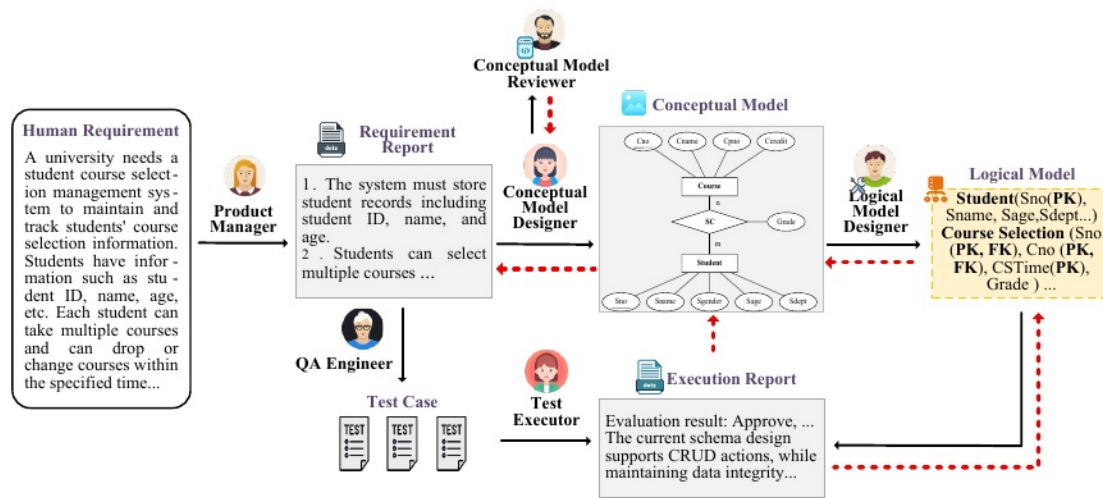 Conceptual Model
Reviewer
Human Requirement
A university needs a
student course select-
ion management sys-
tem to maintain and
track students' course
selection information.
Students have in-
formation such as stu-
dent ID, name, age,
etc. Each student can
take multiple courses
and can drop or
change courses within
the specified time...
Product
Manager
data
Requirement
Report
1. The system must store
student records including
student ID, name, and
age.
2. Students can select
multiple courses ...
Conceptual
Model
Designer
Conceptual Model
Cno
Cname
Cpno
Ccredit
Course
n
SC
Grade
m
Student
Sno
Sname
Sgender
Sage
Sdept
Logical
Model
Designer
Logical Model
Student(Sno(PK),
Sname, Sage,Sdept...)
Course Selection (Sno
(PK, FK), Cno (PK,
FK), CSTime(PK),
Grade ) ...
QA Engineer
Test Case
TEST
TEST
TEST
Test
Executor
data
Execution Report
Evaluation result: Approve, ...
The current schema design
supports CRUD actions, while
maintaining data integrity...